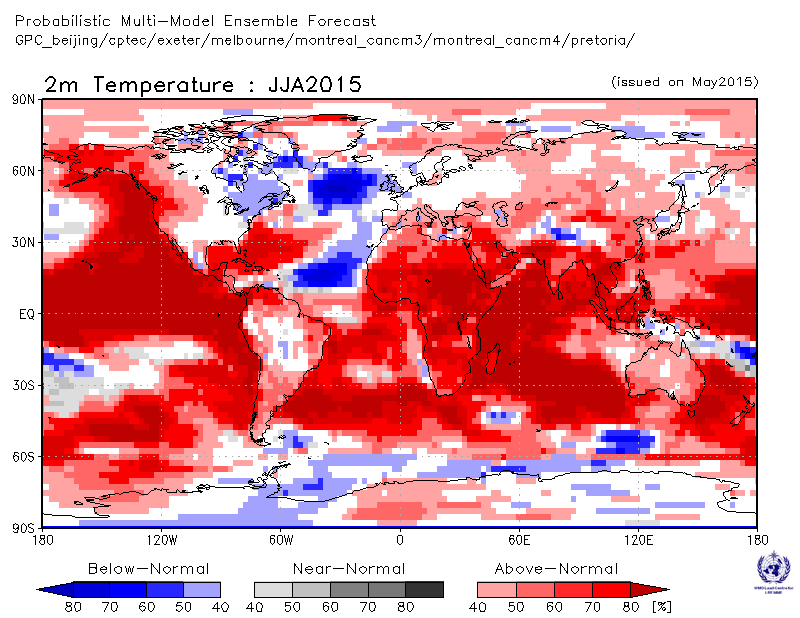 Probabilistic Multi-Model Ensemble Forecast
GPC_beijing/cptec/exeter/melbourne/montreal_cancm3/montreal_cancm4/pretoria/
2m Temperature : JJA2015
(issued on May2015)
90N
60N
30N
EQ
30S
60S
90S
180 120W 60W 0 60E 120E 180
Below-Normal Near-Normal Above-Normal
80 70 60 50 40 40 50 60 70 80 40 50 60 70 80 [%]